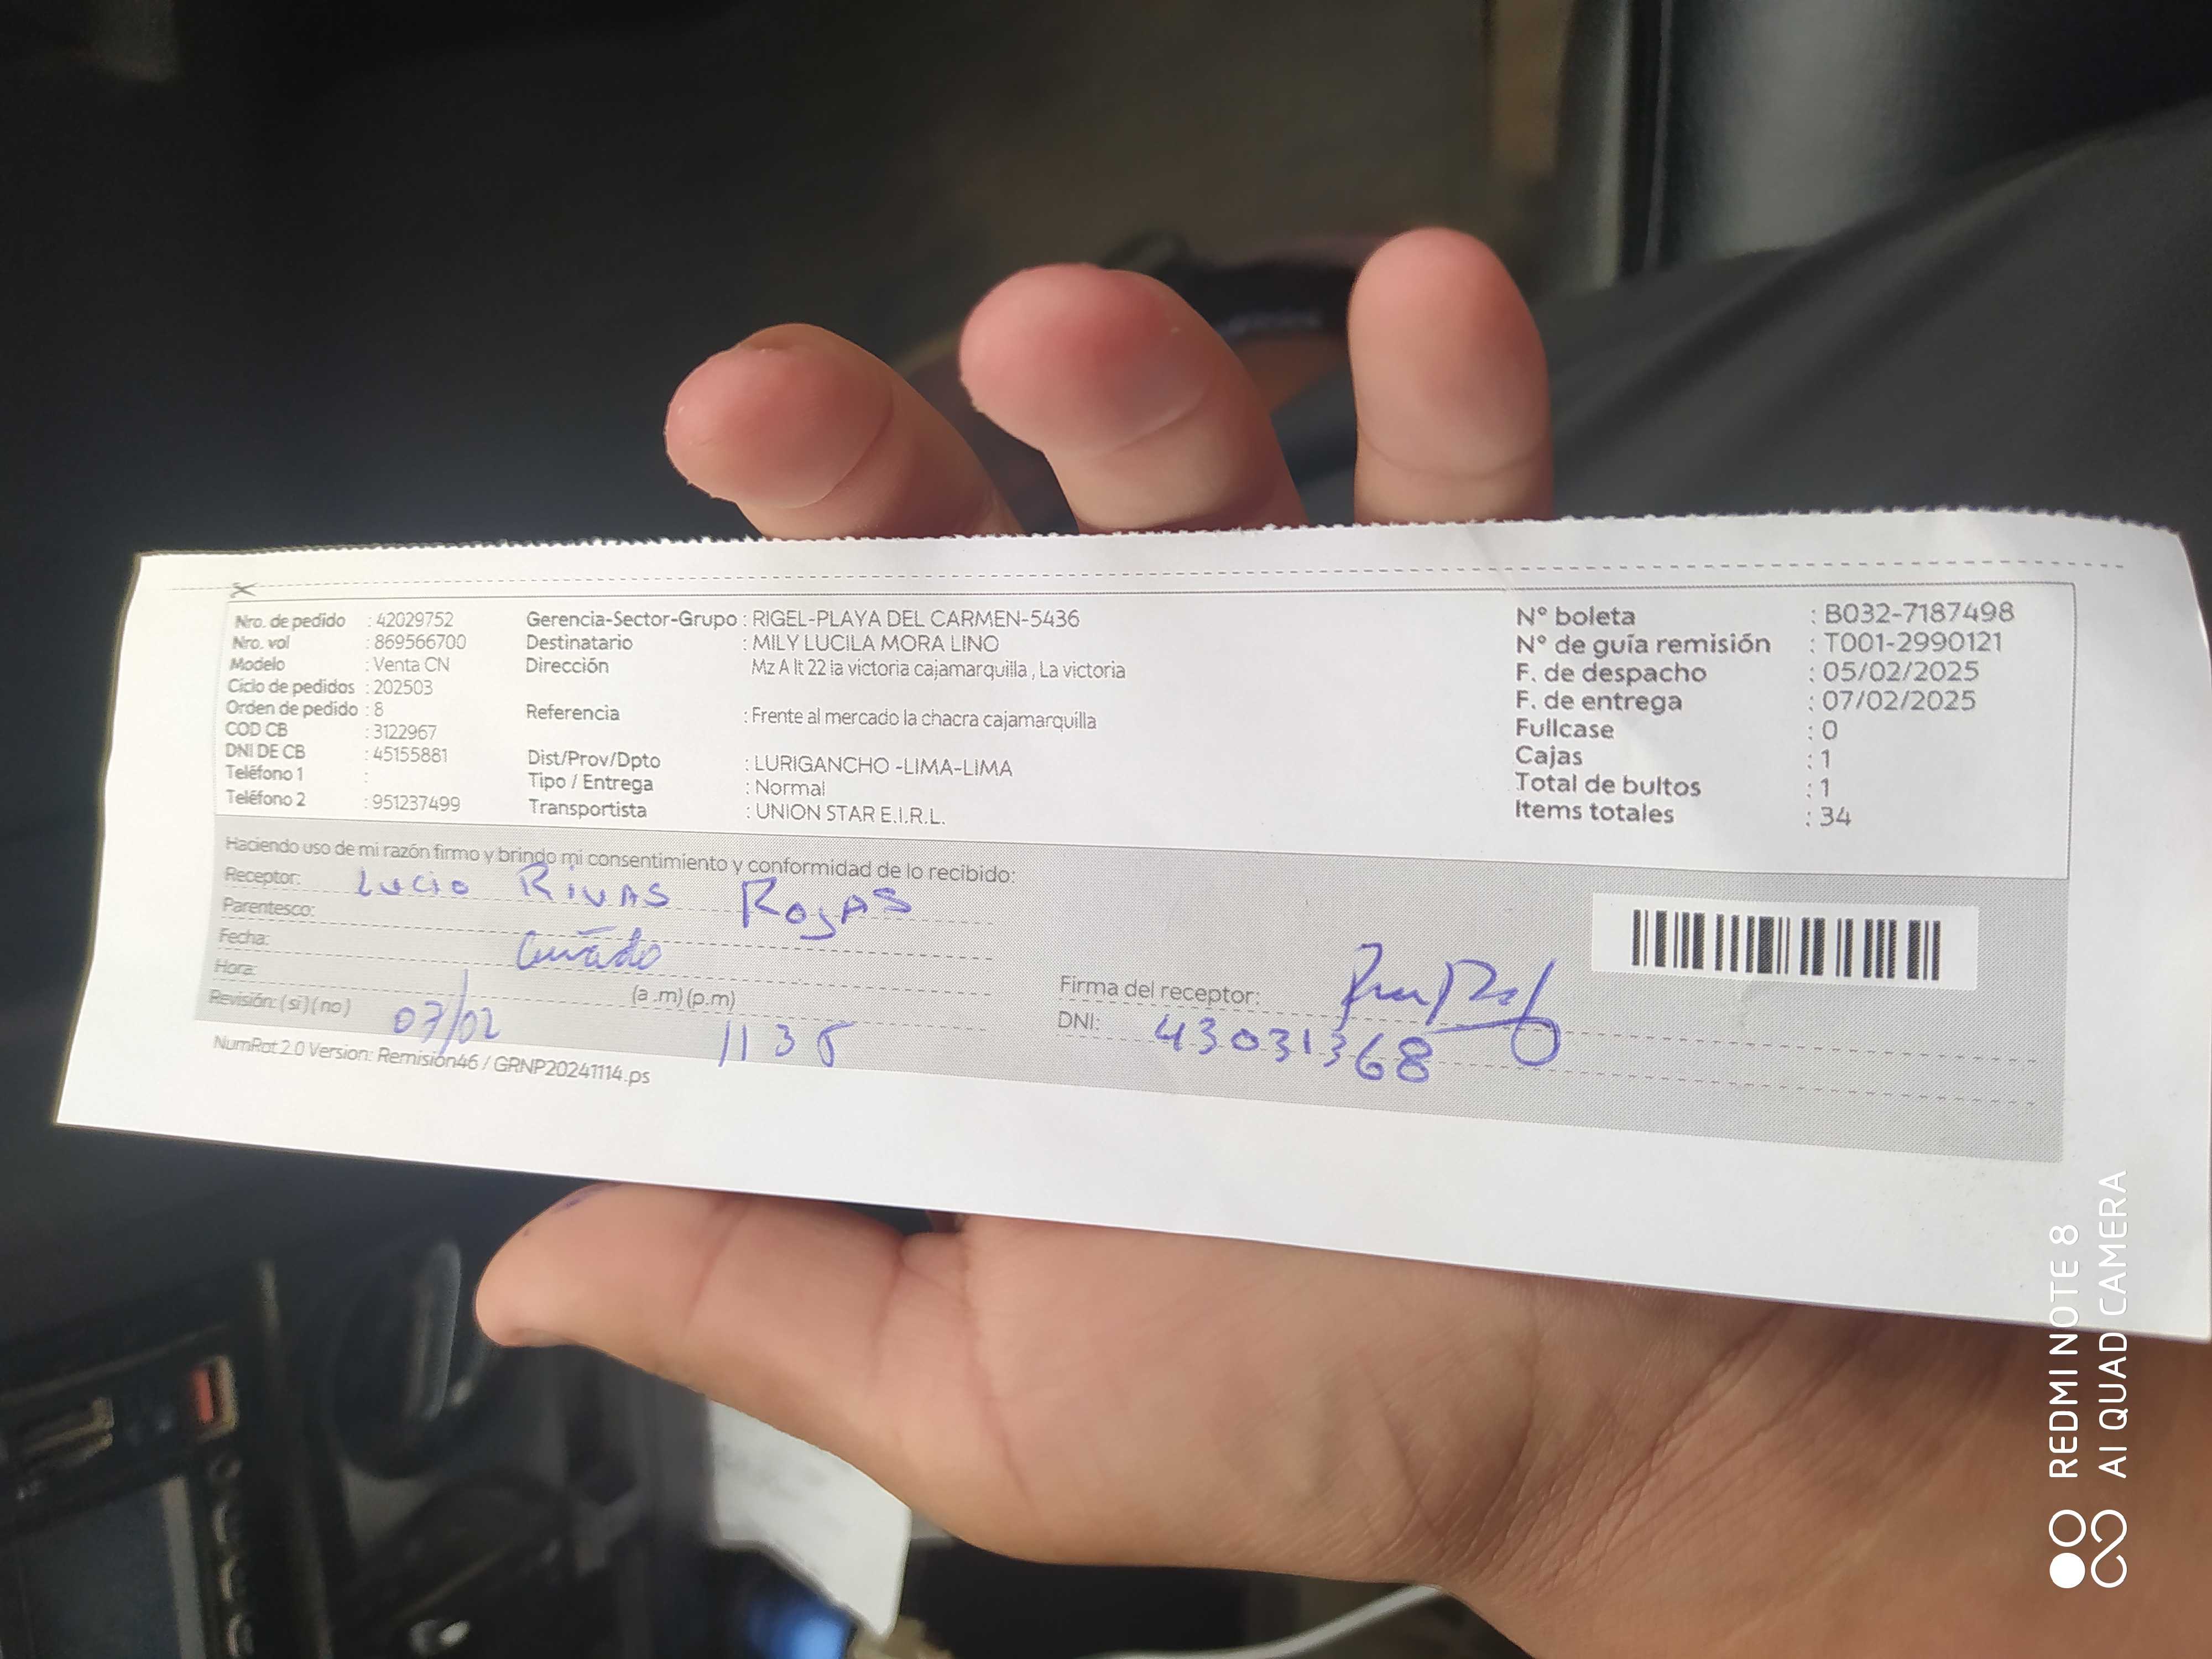 Nro. de pedido : 42029752
Nro. vol : 869566700
Modelo : Venta CN
Ciclo de pedidos : 202503
Orden de pedido : 8
COD CB : 3122967
DNI DE CB : 45155881
Teléfono 1 :
Teléfono 2 : 951237499
Gerencia-Sector-Grupo : RIGEL-PLAYA DEL CARMEN-5436
Destinatario : MILY LUCILA MORA LINO
Dirección Mz A lt 22 la victoria cajamarquilla , La victoria
Referencia : Frente al mercado la chacra cajamarquilla
Dist/Prov/Dpto : LURIGANCHO -LIMA-LIMA
Tipo / Entrega : Normal
Transportista : UNION STAR E.I.R.L.
N° boleta : B032-7187498
N° de guía remisión : T001-2990121
F. de despacho : 05/02/2025
F. de entrega : 07/02/2025
Fullcase : 0
Cajas : 1
Total de bultos : 1
Items totales : 34
Haciendo uso de mi razón firmo y brindo mi consentimiento y conformidad de lo recibido:
Receptor: Lucio RIVAS ROJAS
Parentesco: Cuñado
Fecha: 07/02
Hora: (a .m) (p.m) 1135
Revisión: ( si ) ( no )
Firma del receptor:
DNI: 43031368
NumRot 2.0 Version: Remisión46 / GRNP20241114.ps
REDMI NOTE 8
AI QUAD CAMERA